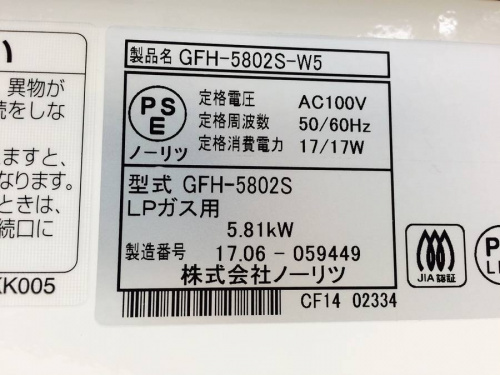 い
異物が
続をしな
ますと、
なります。
ときは、
続口に
KK005
製品名 GFH-5802S-W5
PS
E
ノーリツ
定格電圧 AC100V
定格周波数 50/60Hz
定格消費電力 17/17W
型式 GFH-5802S
LPガス用
5.81kW
製造番号 17.06-059449
株式会社ノーリツ
CF14 02334
JIA認証